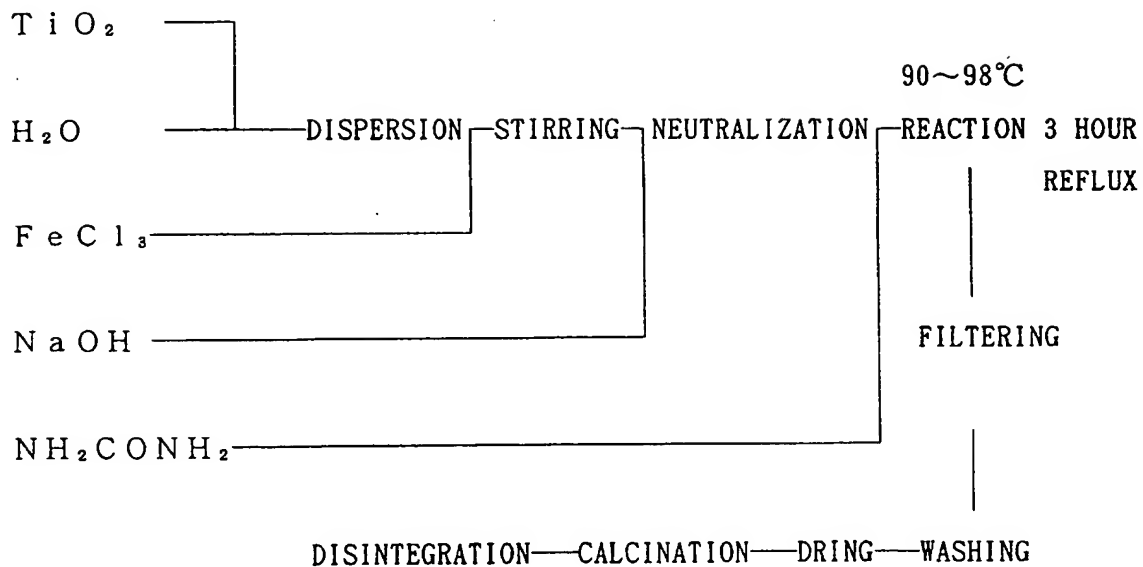 TiO₂
90～98℃
H₂O DISPERSION STIRRING NEUTRALIZATION REACTION 3 HOUR
REFLUX
FeCl₃
NaOH FILTERING
NH₂CONH₂
DISINTEGRATION CALCINATION DRING WASHING